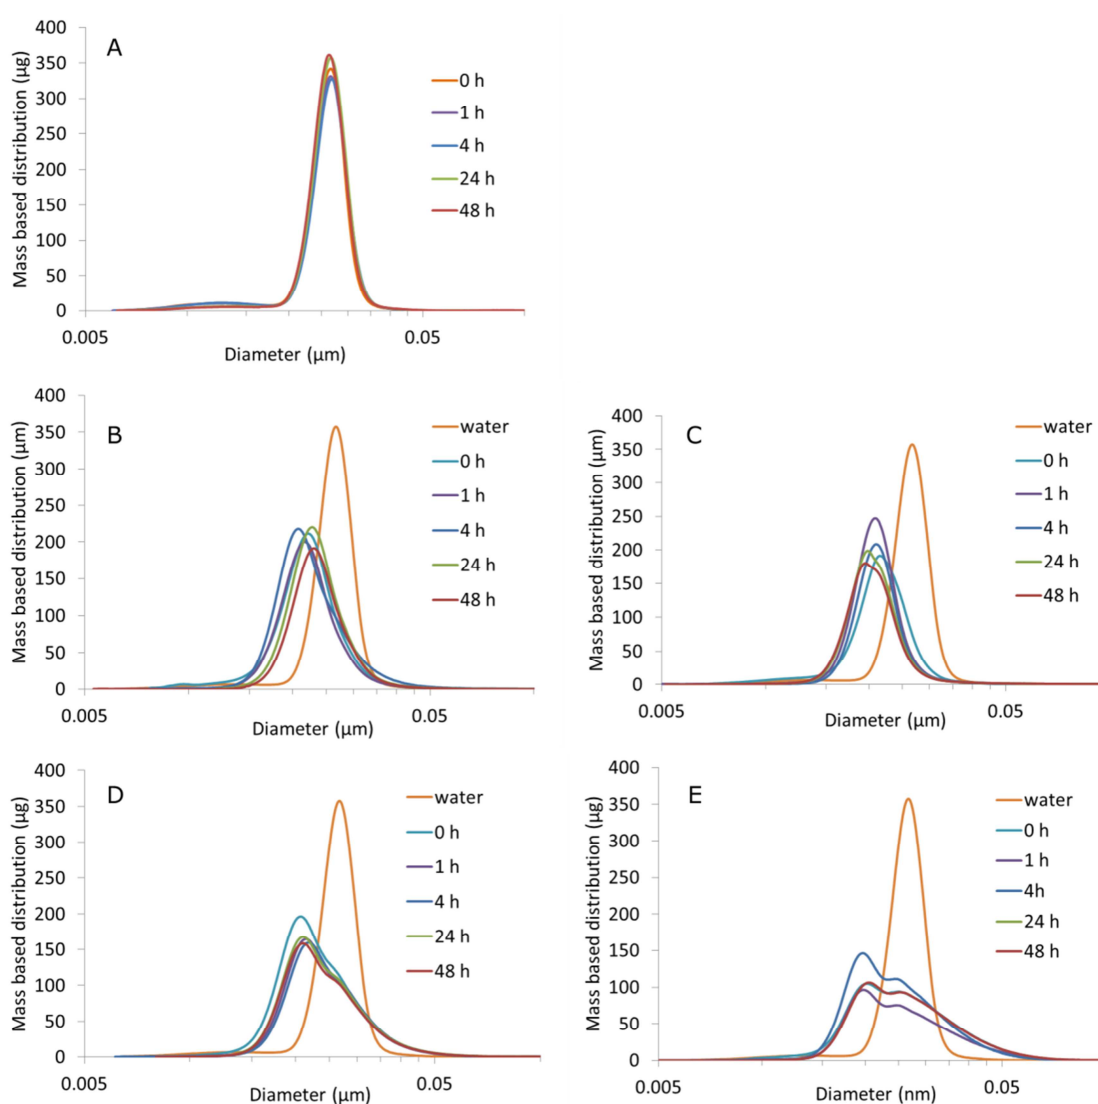 A
Mass based distribution (µg)
400
350
300
250
200
150
100
50
0
0.005
0.05
Diameter (µm)
0 h
1 h
4 h
24 h
48 h
B
Mass based distribution (µm)
400
350
300
250
200
150
100
50
0
0.005
0.05
Diameter (µm)
water
0 h
1 h
4 h
24 h
48 h
C
Mass based distribution (µm)
400
350
300
250
200
150
100
50
0
0.005
0.05
Diameter (µm)
water
0 h
1 h
4 h
24 h
48 h
D
Mass based distribution (µg)
400
350
300
250
200
150
100
50
0
0.005
0.05
Diameter (µm)
water
0 h
1 h
4 h
24 h
48 h
E
Mass based distribution (µg)
400
350
300
250
200
150
100
50
0
0.005
0.05
Diameter (nm)
water
0 h
1 h
4h
24 h
48 h